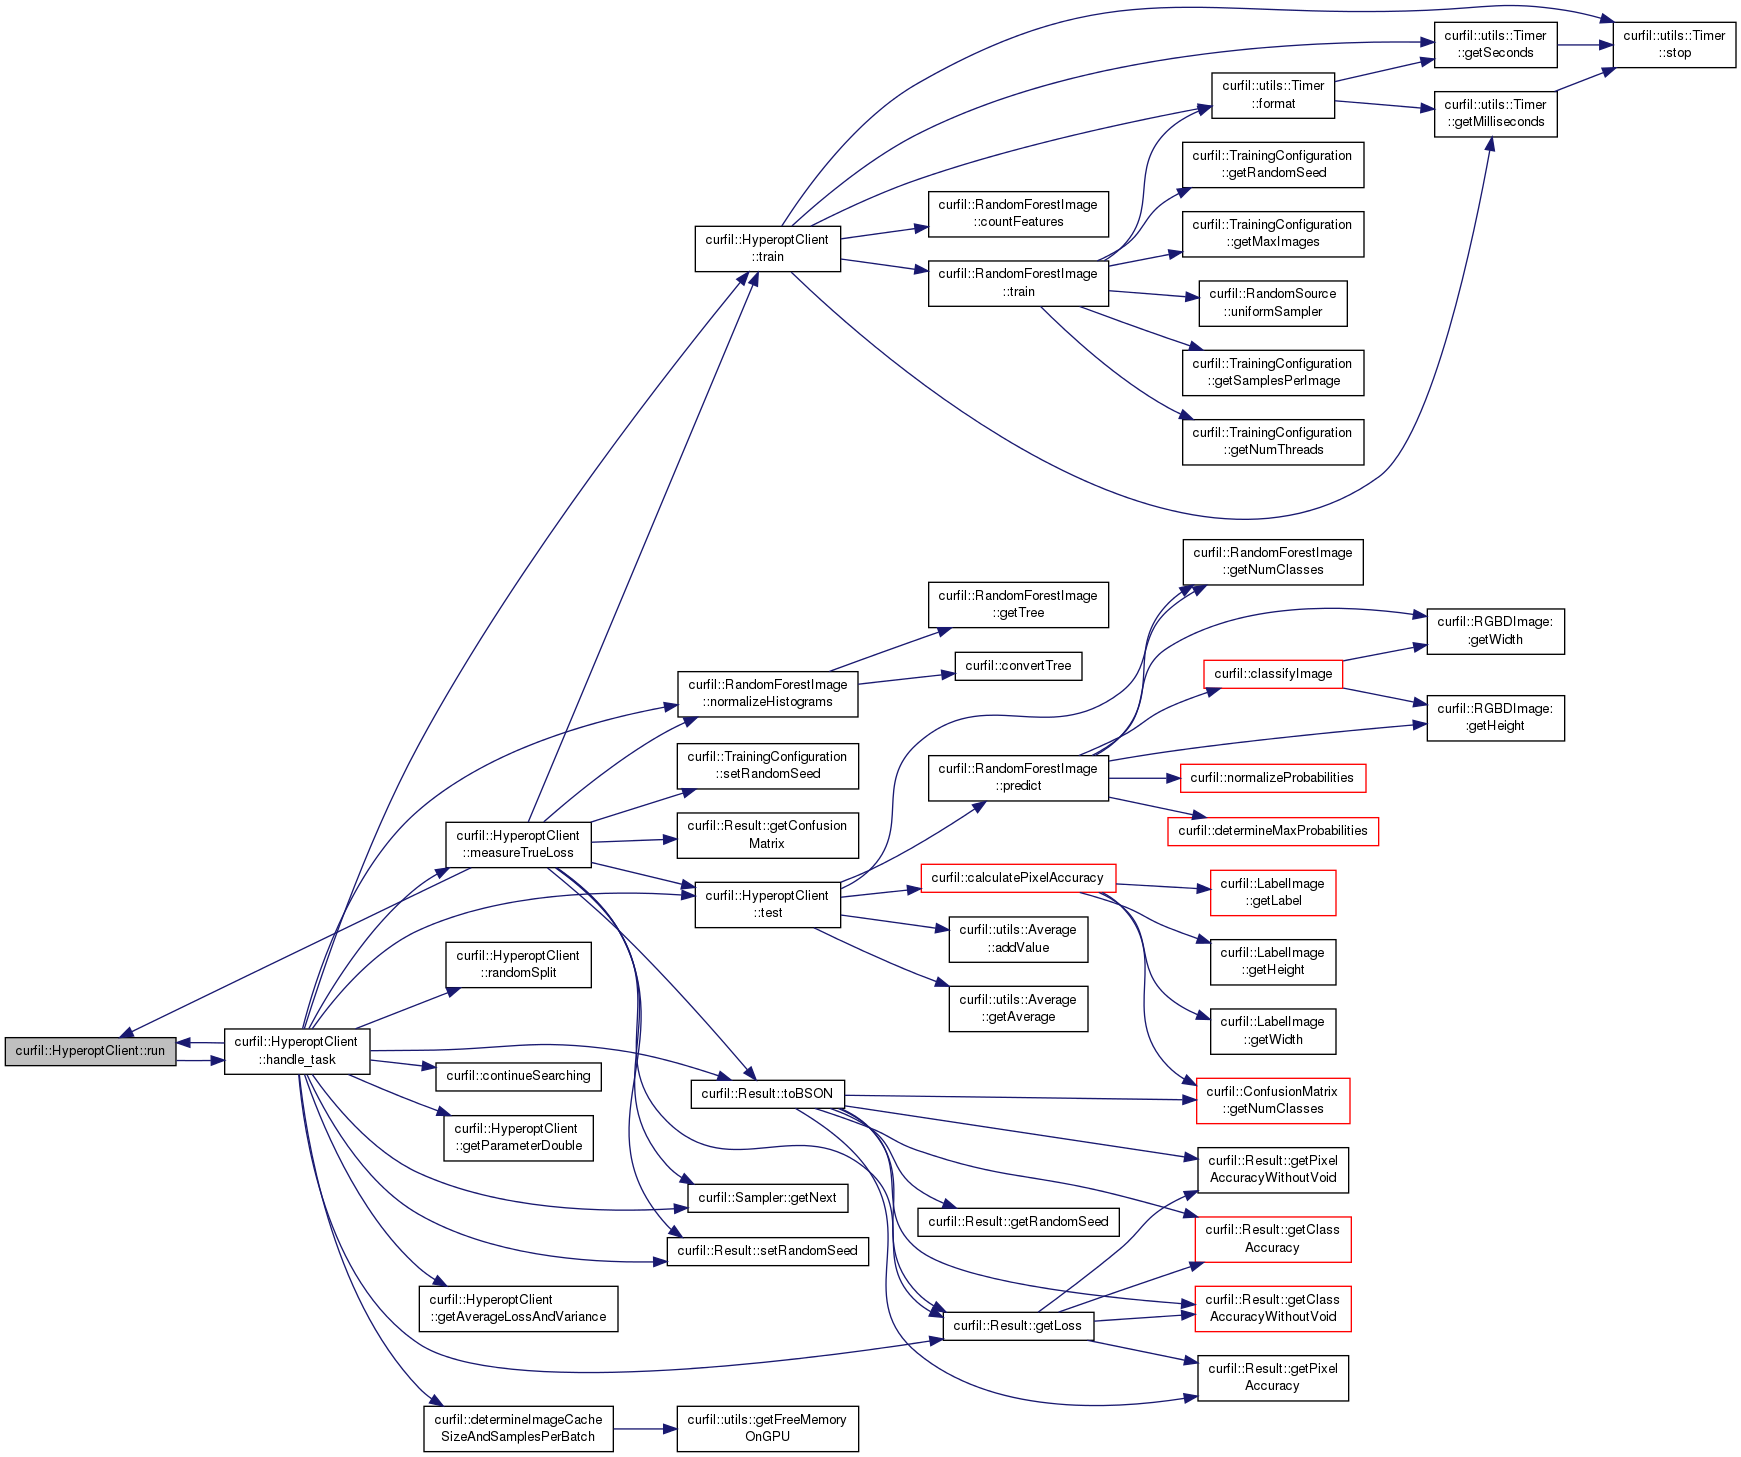 curfil::HyperoptClient::run
curfil::HyperoptClient
::handle_task
curfil::HyperoptClient
::measureTrueLoss
curfil::HyperoptClient
::randomSplit
curfil::continueSearching
curfil::HyperoptClient
::getParameterDouble
curfil::HyperoptClient
::getAverageLossAndVariance
curfil::determineImageCache
SizeAndSamplesPerBatch
curfil::HyperoptClient
::train
curfil::RandomForestImage
::normalizeHistograms
curfil::TrainingConfiguration
::setRandomSeed
curfil::Result::getConfusion
Matrix
curfil::HyperoptClient
::test
curfil::Result::toBSON
curfil::Sampler::getNext
curfil::Result::setRandomSeed
curfil::utils::getFreeMemory
OnGPU
curfil::RandomForestImage
::countFeatures
curfil::RandomForestImage
::train
curfil::RandomForestImage
::getTree
curfil::convertTree
curfil::RandomForestImage
::predict
curfil::calculatePixelAccuracy
curfil::utils::Average
::addValue
curfil::utils::Average
::getAverage
curfil::Result::getRandomSeed
curfil::Result::getLoss
curfil::utils::Timer
::format
curfil::TrainingConfiguration
::getRandomSeed
curfil::TrainingConfiguration
::getMaxImages
curfil::RandomSource
::uniformSampler
curfil::TrainingConfiguration
::getSamplesPerImage
curfil::TrainingConfiguration
::getNumThreads
curfil::RandomForestImage
::getNumClasses
curfil::classifyImage
curfil::normalizeProbabilities
curfil::determineMaxProbabilities
curfil::LabelImage
::getLabel
curfil::LabelImage
::getHeight
curfil::LabelImage
::getWidth
curfil::ConfusionMatrix
::getNumClasses
curfil::Result::getPixel
AccuracyWithoutVoid
curfil::Result::getClass
Accuracy
curfil::Result::getClass
AccuracyWithoutVoid
curfil::Result::getPixel
Accuracy
curfil::utils::Timer
::getSeconds
curfil::utils::Timer
::getMilliseconds
curfil::RGBDImage:
:getWidth
curfil::RGBDImage:
:getHeight
curfil::utils::Timer
::stop